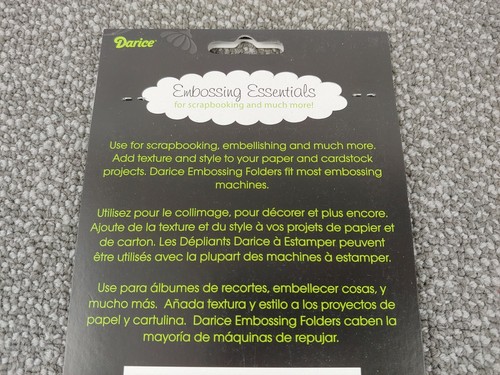 Darice
Embossing Essentials
for scrapbooking and much more!
Use for scrapbooking, embellishing and much more.
Add texture and style to your paper and cardstock
projects. Darice Embossing Folders fit most embossing
machines.
Utilisez pour le collimage, pour décorer et plus encore.
Ajoute de la texture et du style à vos projets de papier et
de carton. Les Dépliants Darice à Estamper peuvent
être utilisés avec la plupart des machines à estamper.
Use para álbumes de recortes, embellecer cosas, y
mucho más. Añada textura y estilo a los proyectos de
papel y cartulina. Darice Embossing Folders caben la
mayoría de máquinas de repujar.